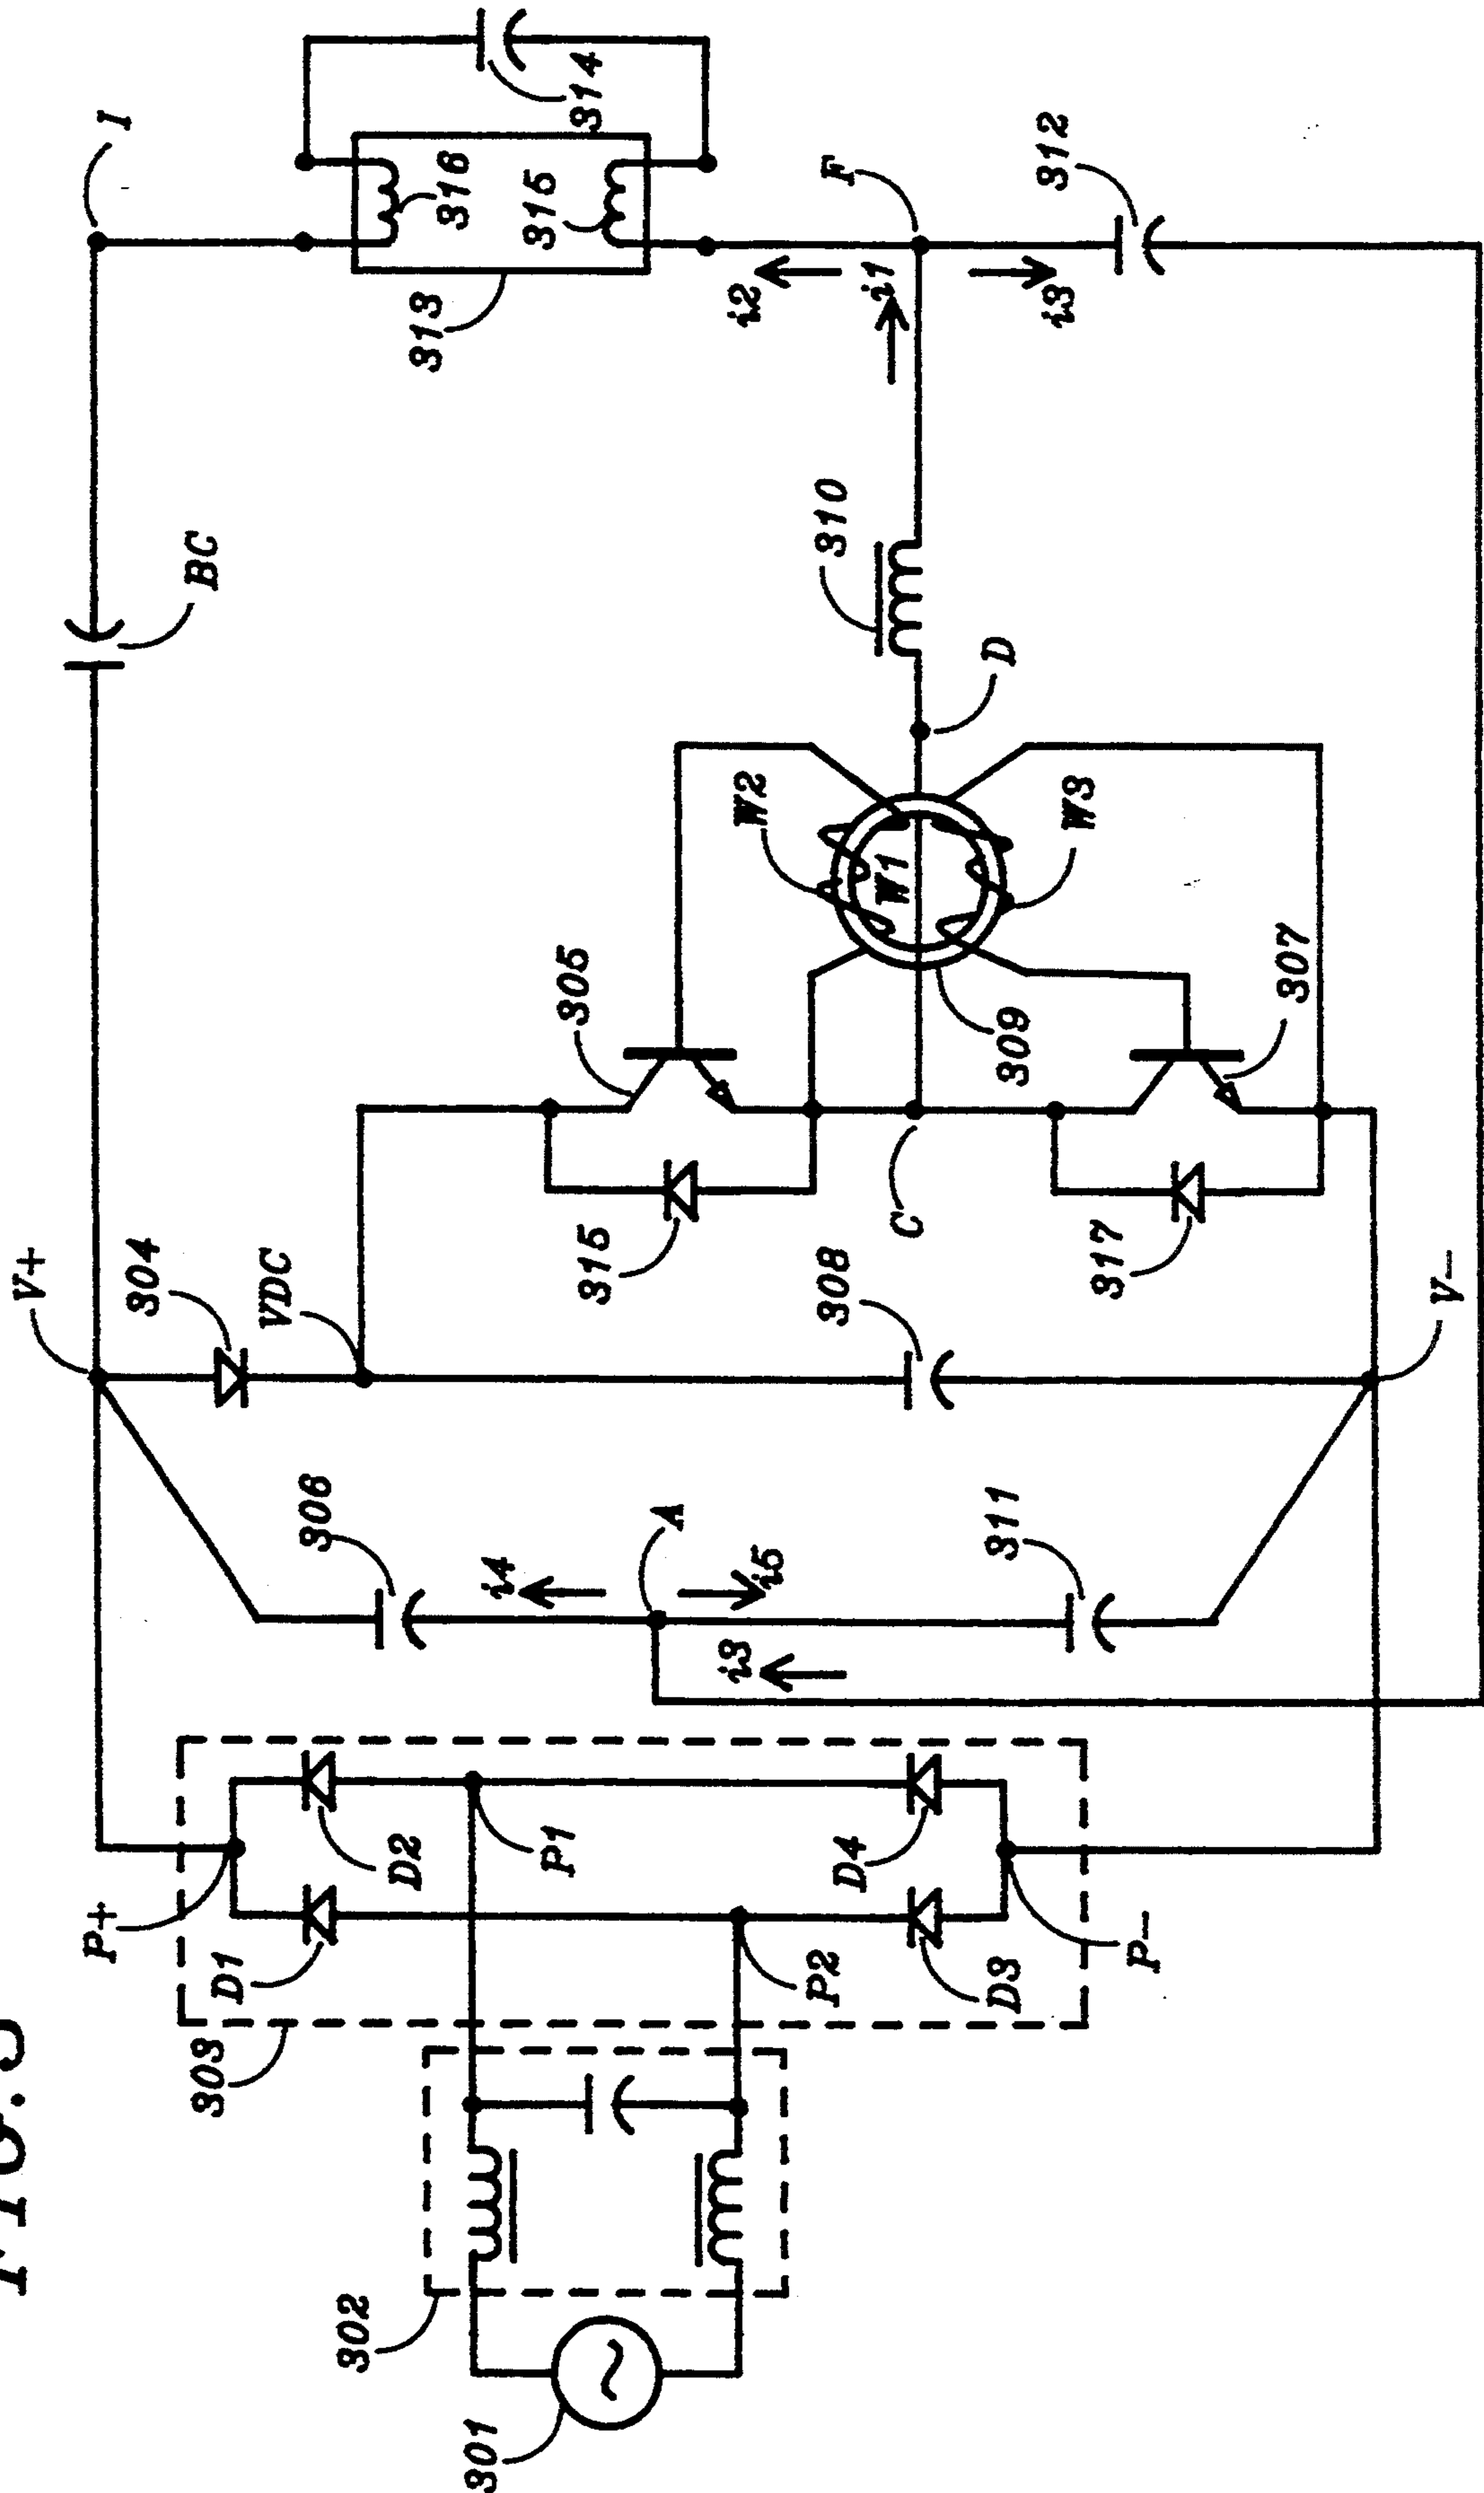 FIG.3
V+
P+
I
304
BC
303
D1
VDC
306
302
D2
313
316
301
i4
315
P1
305
314
315
A
i3
i2
W2
i5
P2
308
310
F
D4
i1
W1
C
D3
311
D
309
312
i3
W3
317
P-
307
V-